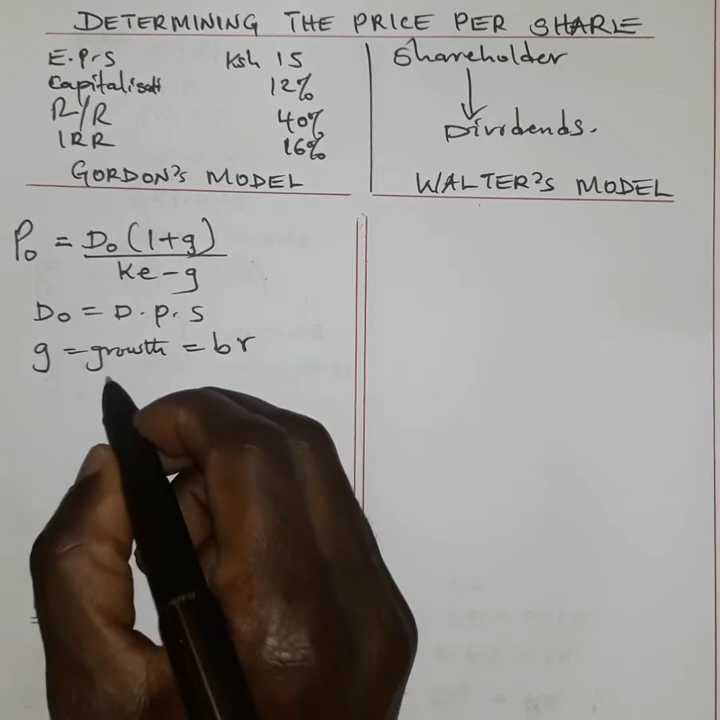 DETERMINING THE PRICE PER SHARE
E.P.S Ksh 15
Capitalisati 12%
R/R 40%
IRR 16%
GORDON'S MODEL
Shareholder
Dividends.
WALTER'S MODEL
P₀ = D₀(1+g)
Ke-g
D₀ = D.P.S
g = growth = br